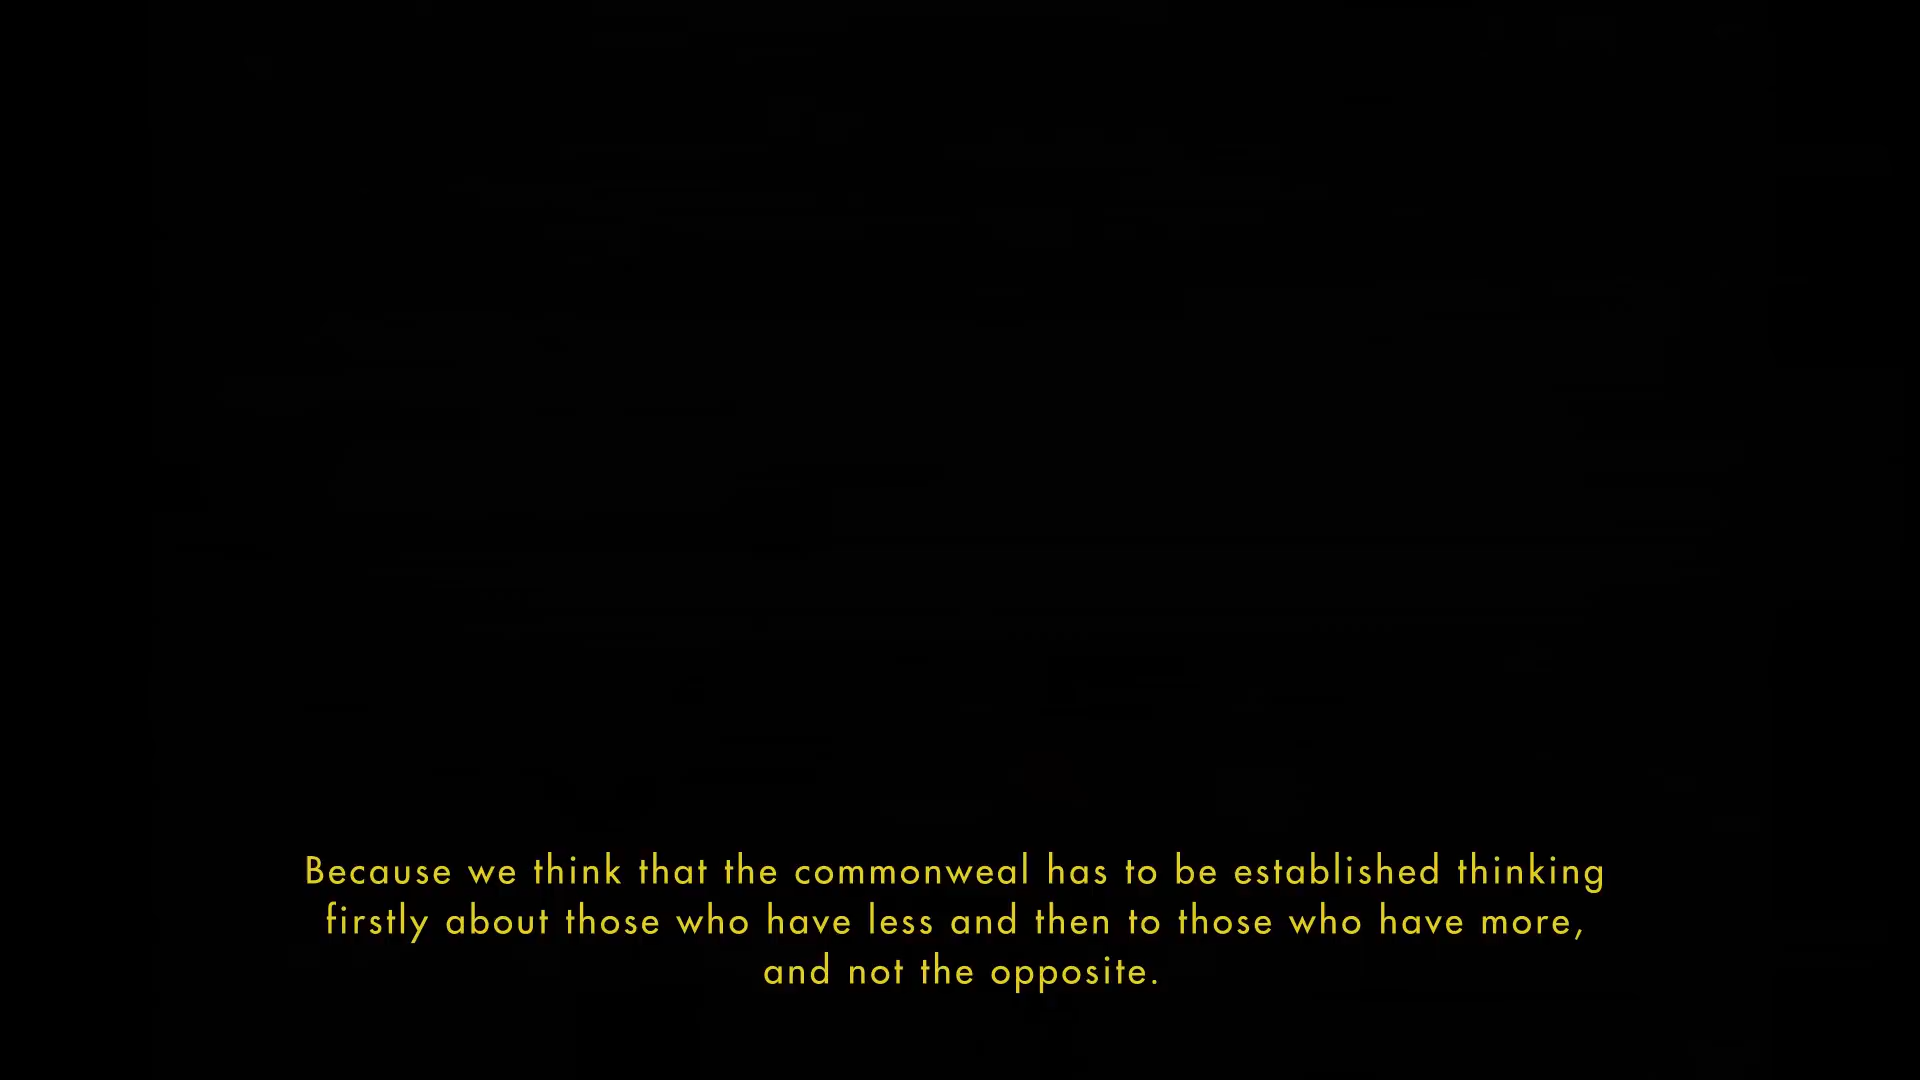 Because we think that the commonweal has to be established thinking
firstly about those who have less and then to those who have more,
and not the opposite.